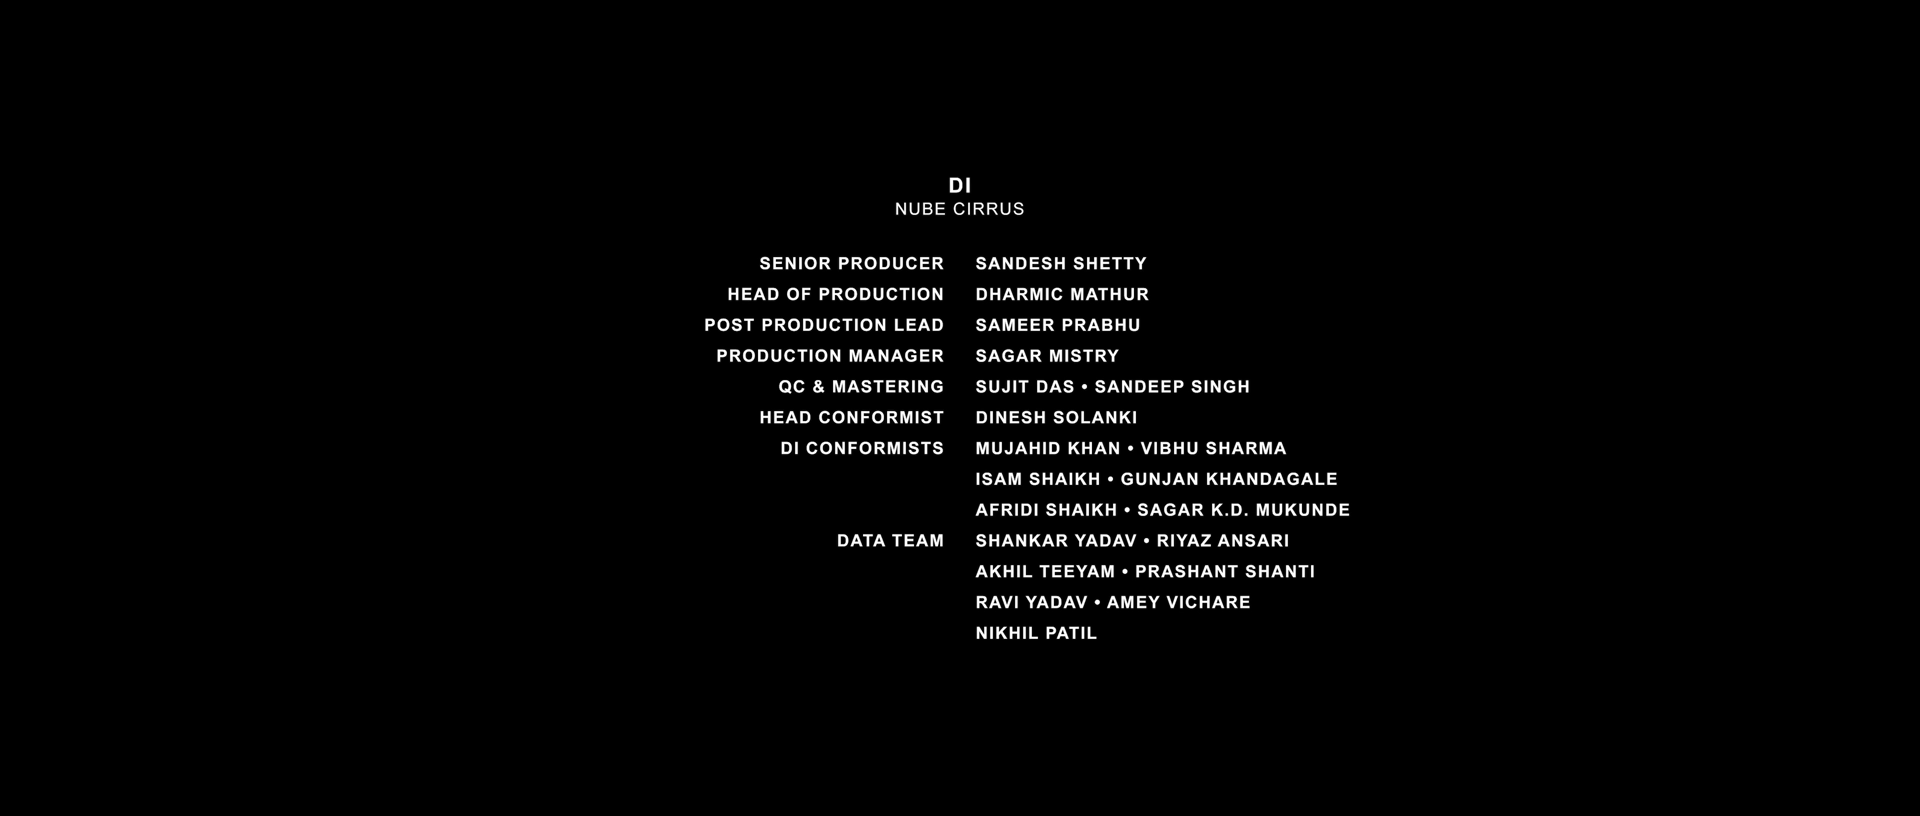 DI
NUBE CIRRUS
SENIOR PRODUCER SANDESH SHETTY
HEAD OF PRODUCTION DHARMIC MATHUR
POST PRODUCTION LEAD SAMEER PRABHU
PRODUCTION MANAGER SAGAR MISTRY
QC & MASTERING SUJIT DAS • SANDEEP SINGH
HEAD CONFORMIST DINESH SOLANKI
DI CONFORMISTS MUJAHID KHAN • VIBHU SHARMA
ISAM SHAIKH • GUNJAN KHANDAGALE
AFRIDI SHAIKH • SAGAR K.D. MUKUNDE
DATA TEAM SHANKAR YADAV • RIYAZ ANSARI
AKHIL TEEYAM • PRASHANT SHANTI
RAVI YADAV • AMEY VICHARE
NIKHIL PATIL